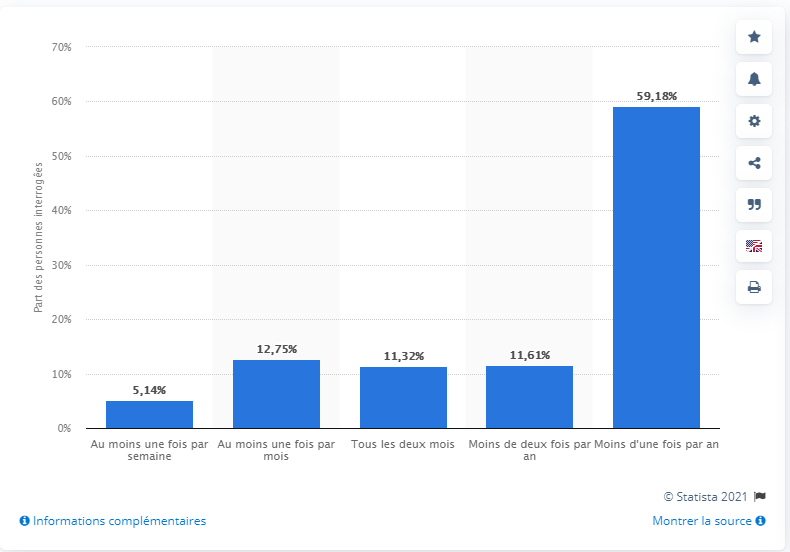 70%
60%
50%
40%
30%
20%
10%
0%
Part des personnes interrogées
5,14%
12,75%
11,32%
11,61%
59,18%
Au moins une fois par
semaine
Au moins une fois par
mois
Tous les deux mois
Moins de deux fois par
an
Moins d'une fois par an
© Statista 2021
Informations complémentaires
Montrer la source